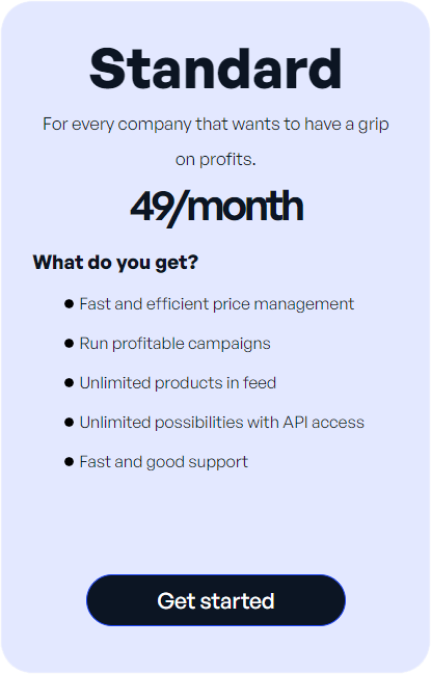 Standard
For every company that wants to have a grip
on profits.
49/month
What do you get?
● Fast and efficient price management
● Run profitable campaigns
● Unlimited products in feed
● Unlimited possibilities with API access
● Fast and good support
Get started